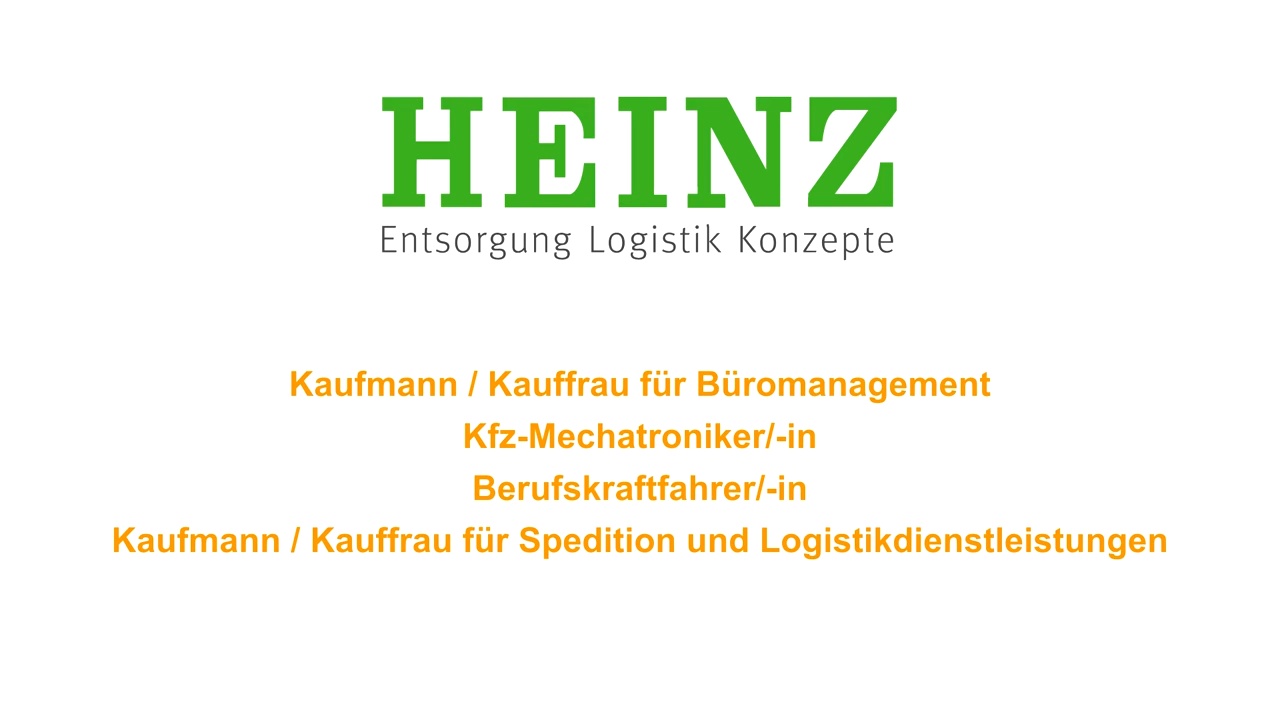 HEINZ
Entsorgung Logistik Konzepte
Kaufmann / Kauffrau für Büromanagement
Kfz-Mechatroniker/-in
Berufskraftfahrer/-in
Kaufmann / Kauffrau für Spedition und Logistikdienstleistungen